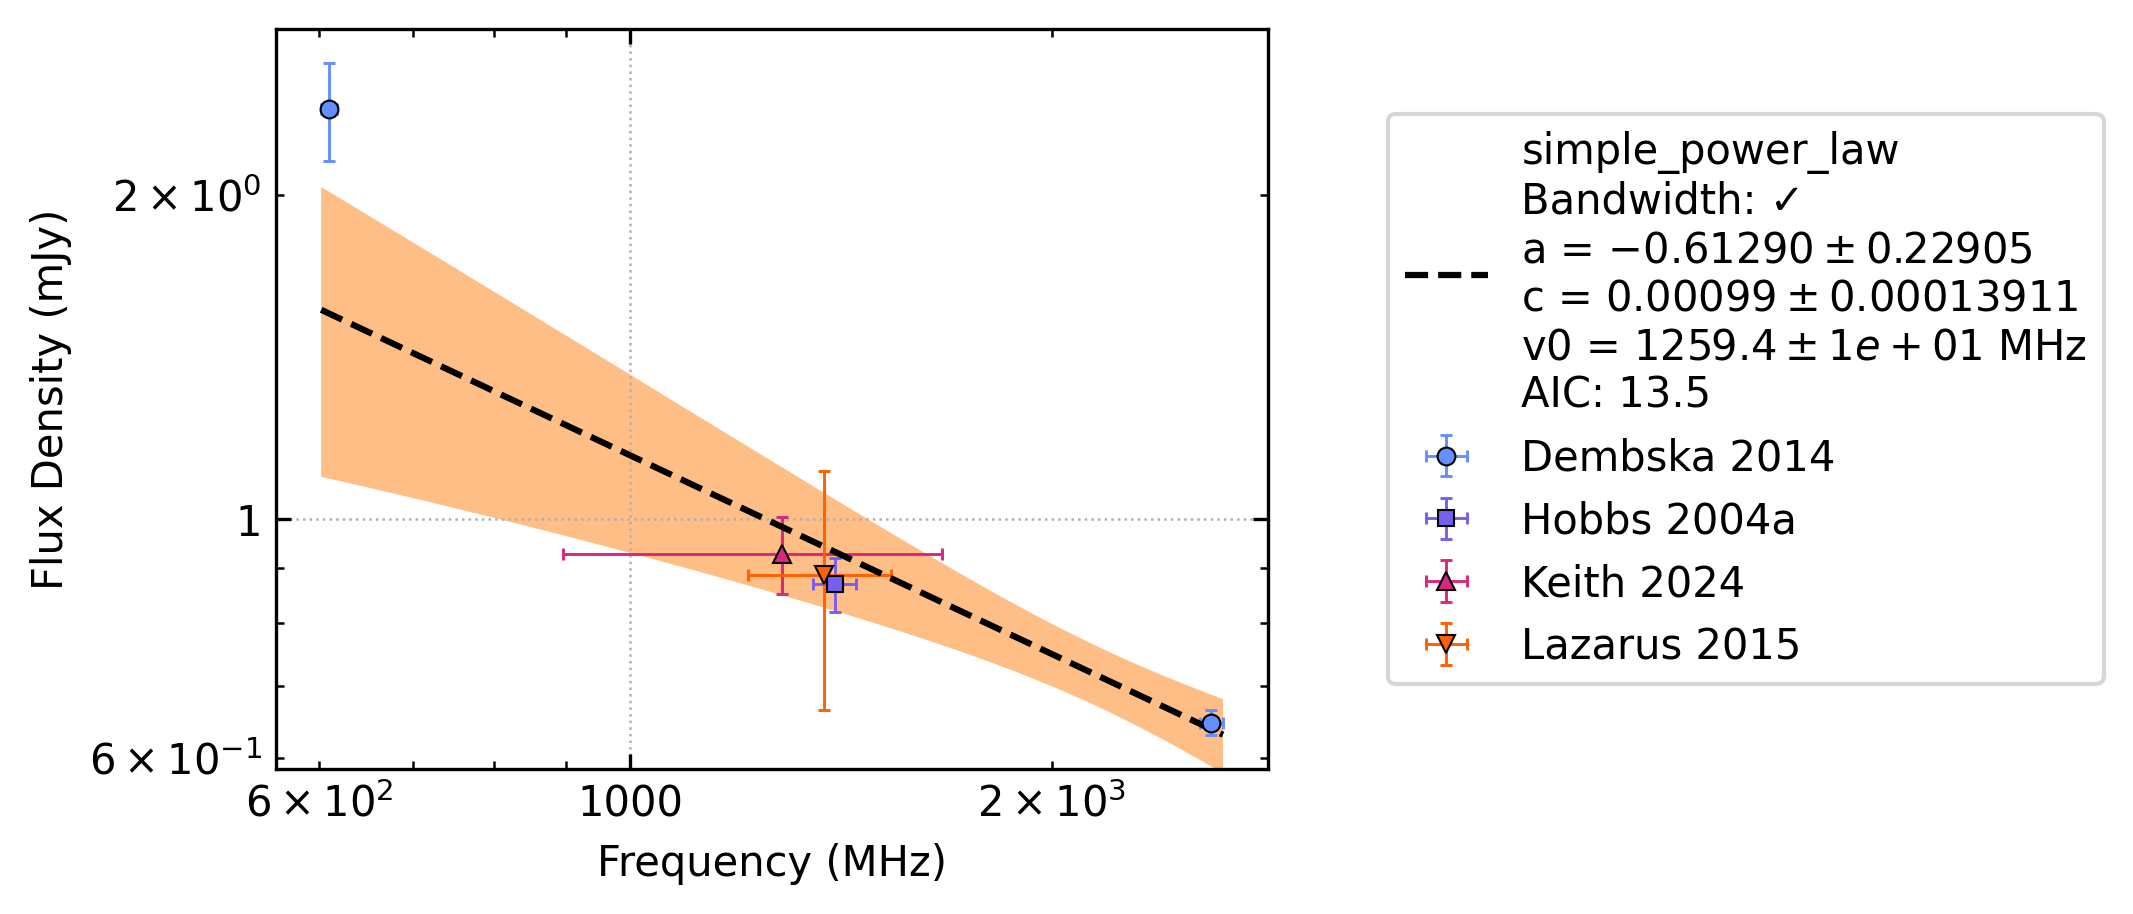 Flux Density (mJy)
2 × 10⁰
1
6 × 10⁻¹
6 × 10²
1000
2 × 10³
Frequency (MHz)
simple_power_law
Bandwidth: ✓
a = −0.61290 ± 0.22905
c = 0.00099 ± 0.00013911
v0 = 1259.4 ± 1e + 01 MHz
AIC: 13.5
Dembska 2014
Hobbs 2004a
Keith 2024
Lazarus 2015